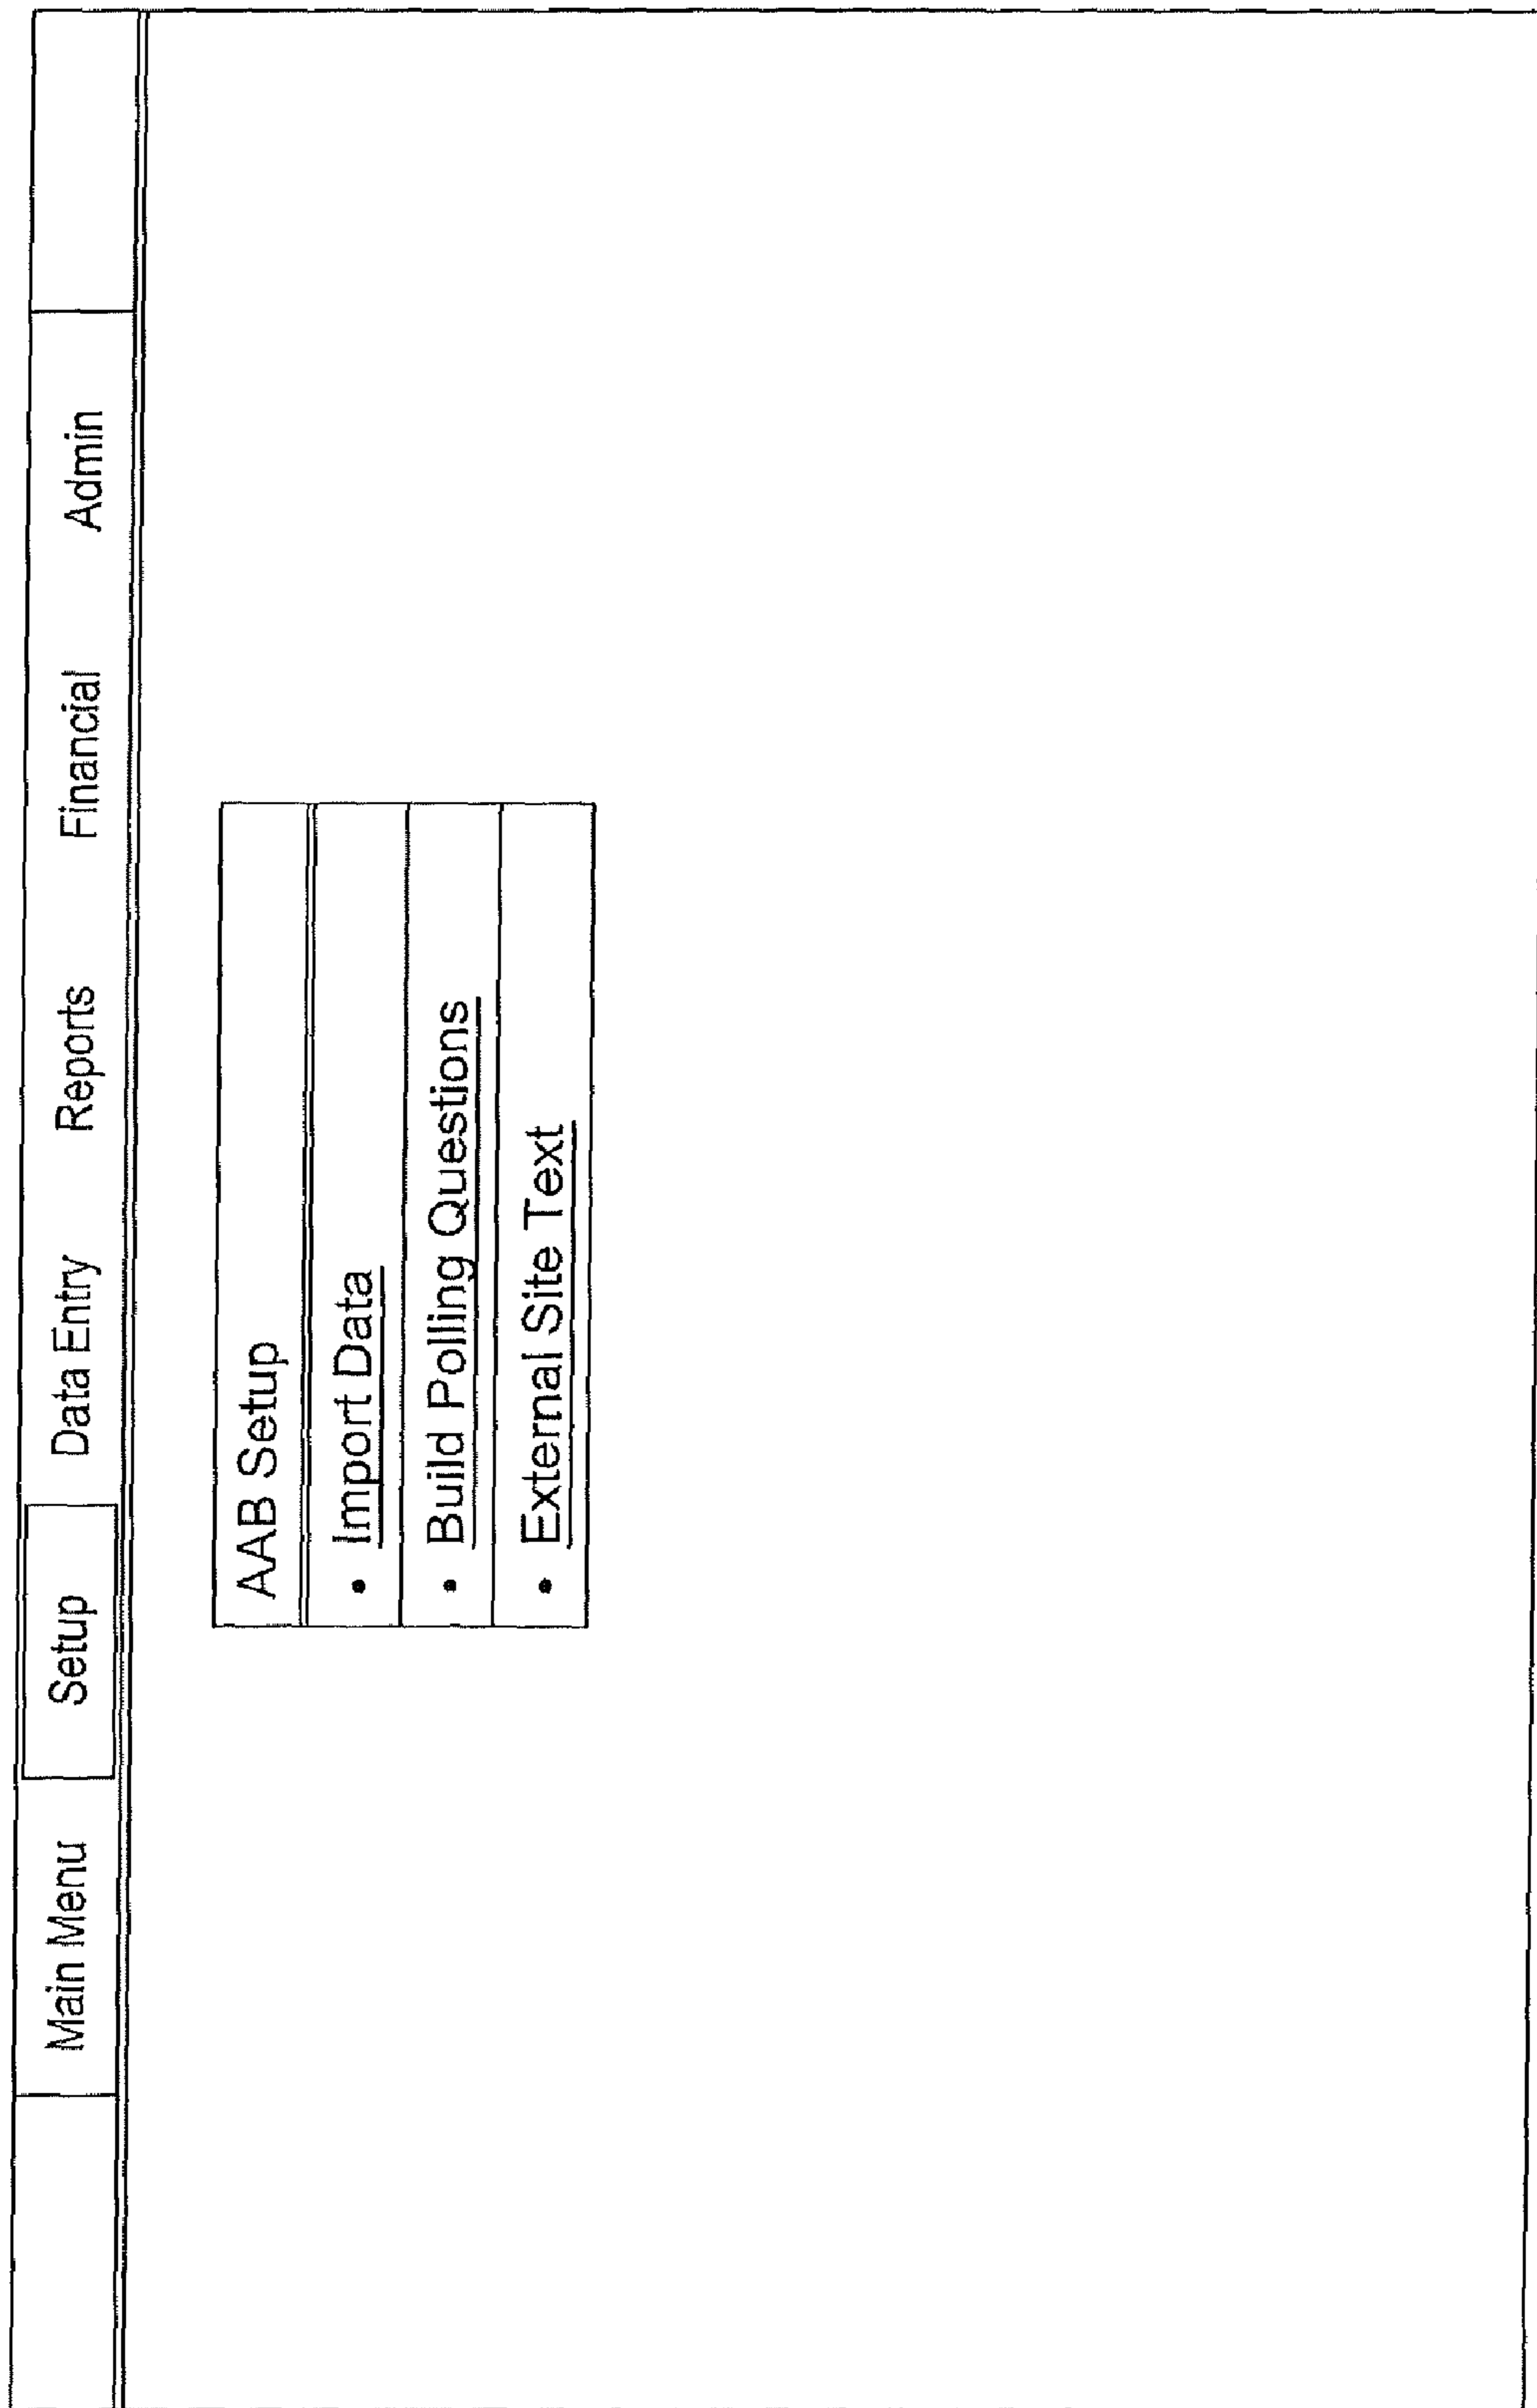 Main Menu Setup Data Entry Reports Financial Admin
AAB Setup
• Import Data
• Build Polling Questions
• External Site Text